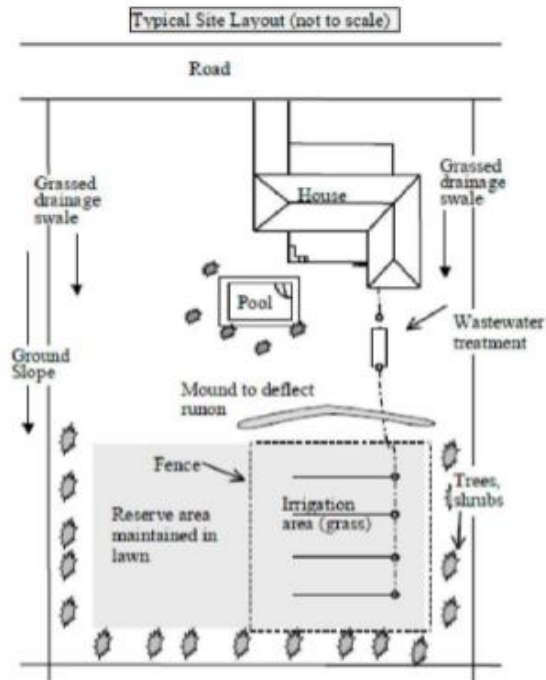 Typical Site Layout (not to scale)
Road
Grassed
drainage
swale
House
Grassed
drainage
swale
Pool
Wastewater
treatment
Ground
Slope
Mound to deflect
runon
Fence
Irrigation
area (grass)
Trees,
shrubs
Reserve area
maintained in
lawn